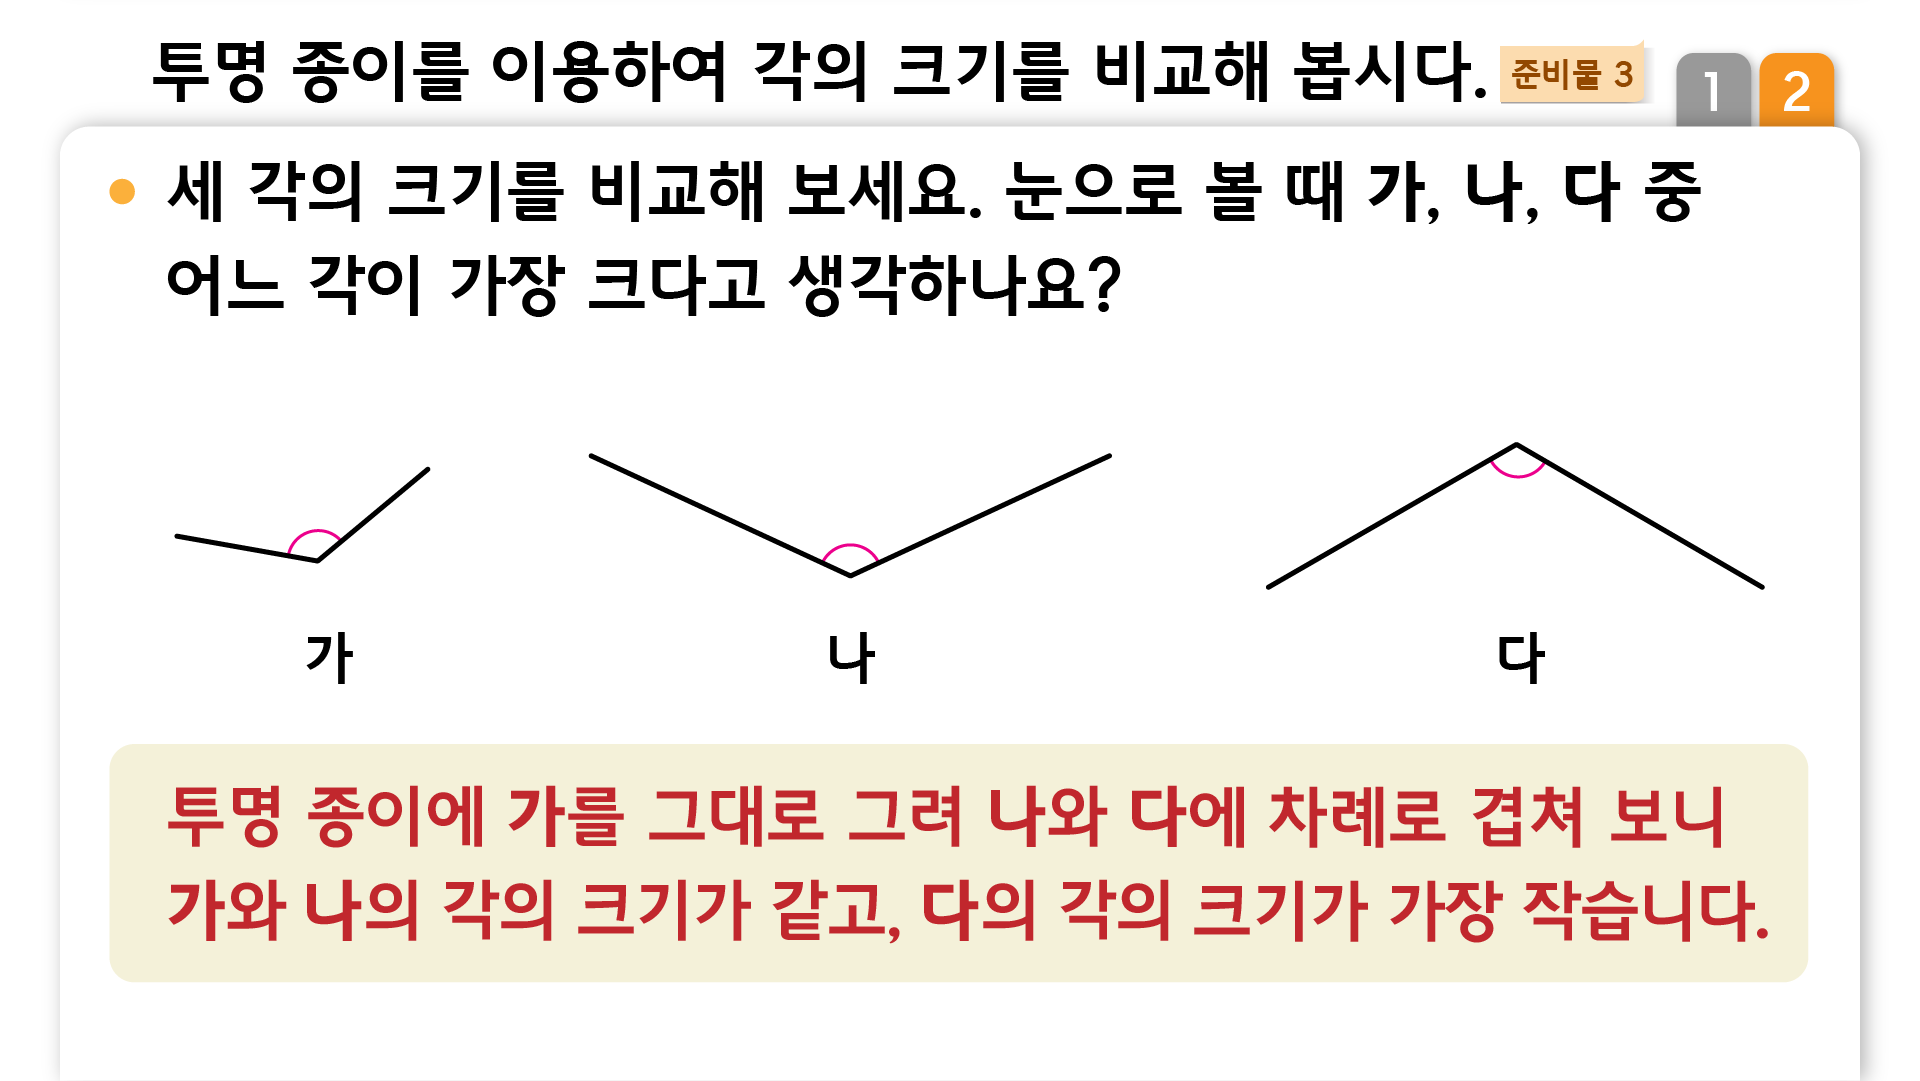 투명 종이를 이용하여 각의 크기를 비교해 봅시다. 준비물 3 1 2
세 각의 크기를 비교해 보세요. 눈으로 볼 때 가, 나, 다 중
어느 각이 가장 크다고 생각하나요?
가 나 다
투명 종이에 가를 그대로 그려 나와 다에 차례로 겹쳐 보니
가와 나의 각의 크기가 같고, 다의 각의 크기가 가장 작습니다.